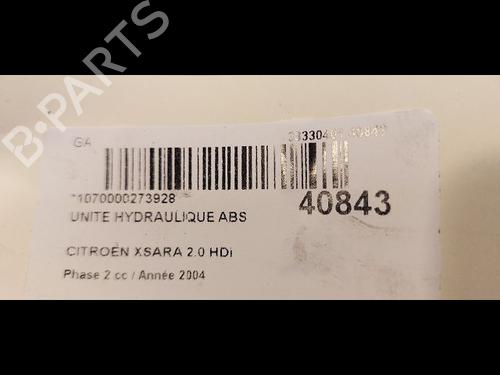 B-PARTS
GA
40843
*1070000273928
UNITE HYDRAULIQUE ABS
CITROEN XSARA 2.0 HDi
Phase 2 cc / Année 2004